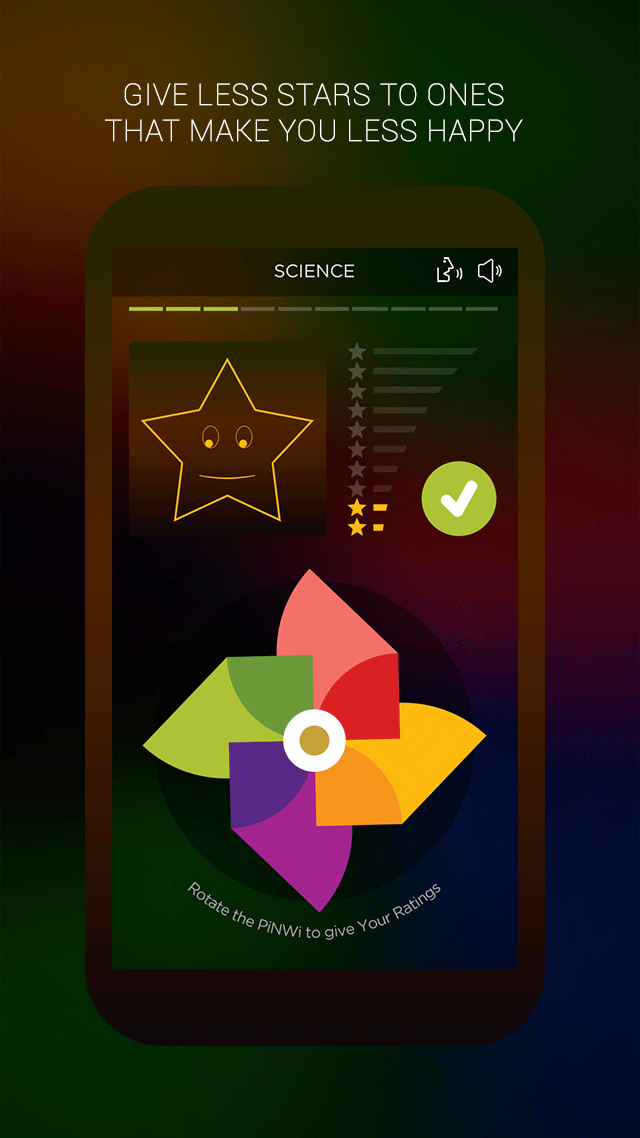 GIVE LESS STARS TO ONES
THAT MAKE YOU LESS HAPPY
SCIENCE
Rotate the PiNWi to give Your Ratings